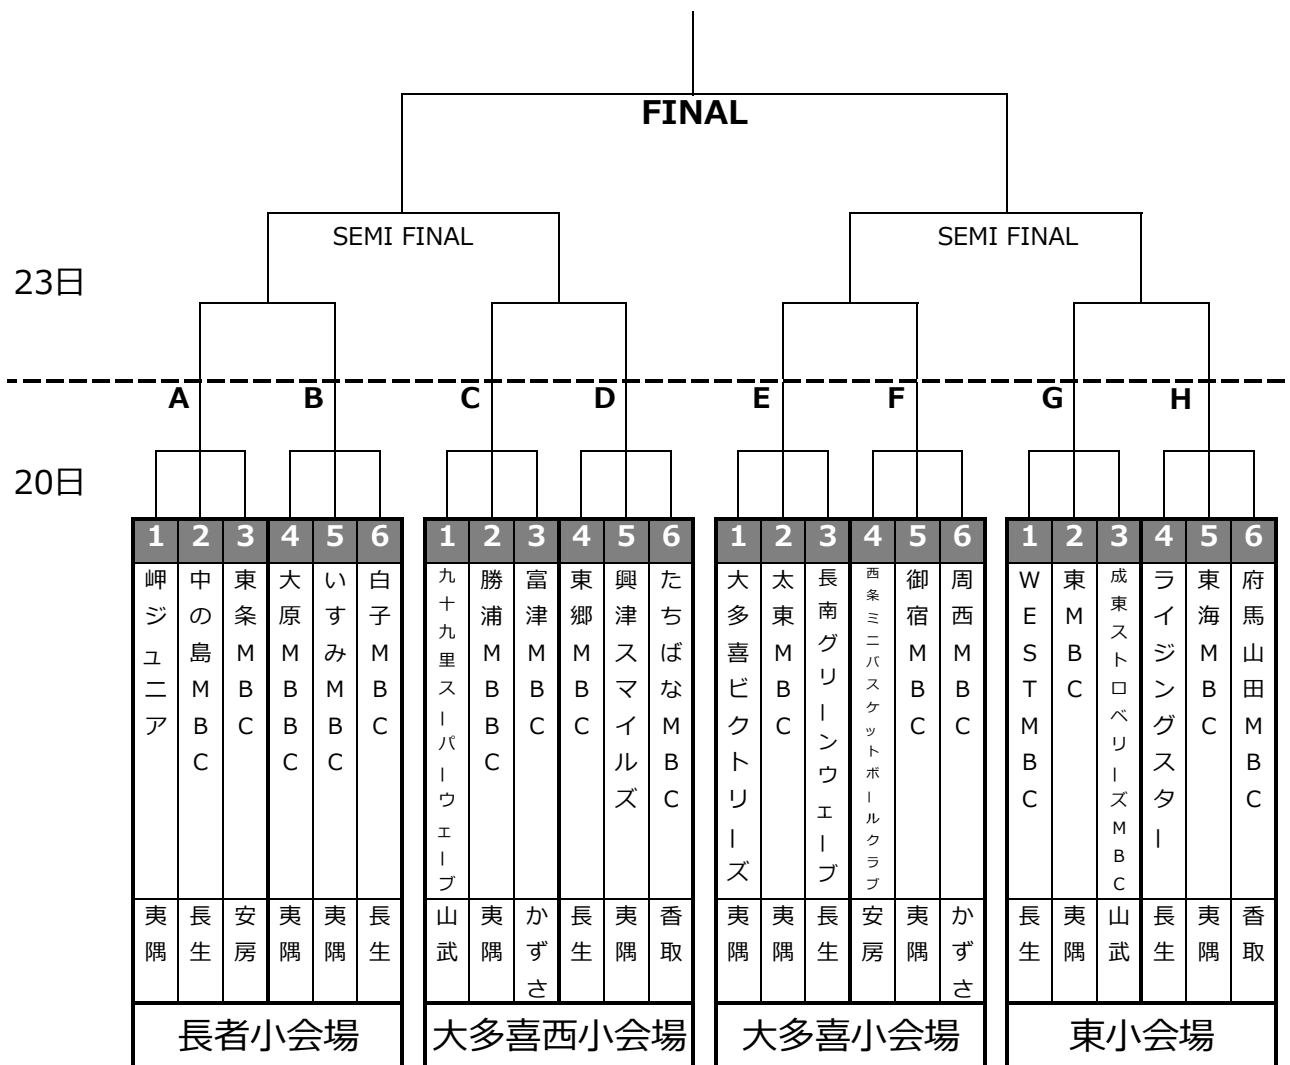 FINAL
SEMI FINAL
SEMI FINAL
23日
A
B
C
D
E
F
G
H
20日
1 2 3 4 5 6
1 2 3 4 5 6
1 2 3 4 5 6
1 2 3 4 5 6
岬ジュニア
中の島MBC
東条MBC
大原MBBC
いすみMBC
白子MBC
九十九里スーパーウェーブ
勝浦MBBC
富津MBC
東郷MBC
興津スマイルズ
たちばなMBC
大多喜ビクトリーズ
太東MBC
長南グリーンウェーブ
西条ミニバスケットボールクラブ
御宿MBC
周西MBC
WESTMBC
東MBC
成東ストロベリーズMBC
ライジングスター
東海MBC
府馬山田MBC
夷隅
長生
安房
夷隅
夷隅
長生
山武
夷隅
かずさ
長生
夷隅
香取
夷隅
夷隅
長生
安房
夷隅
かずさ
長生
夷隅
山武
長生
夷隅
香取
長者小会場
大多喜西小会場
大多喜小会場
東小会場